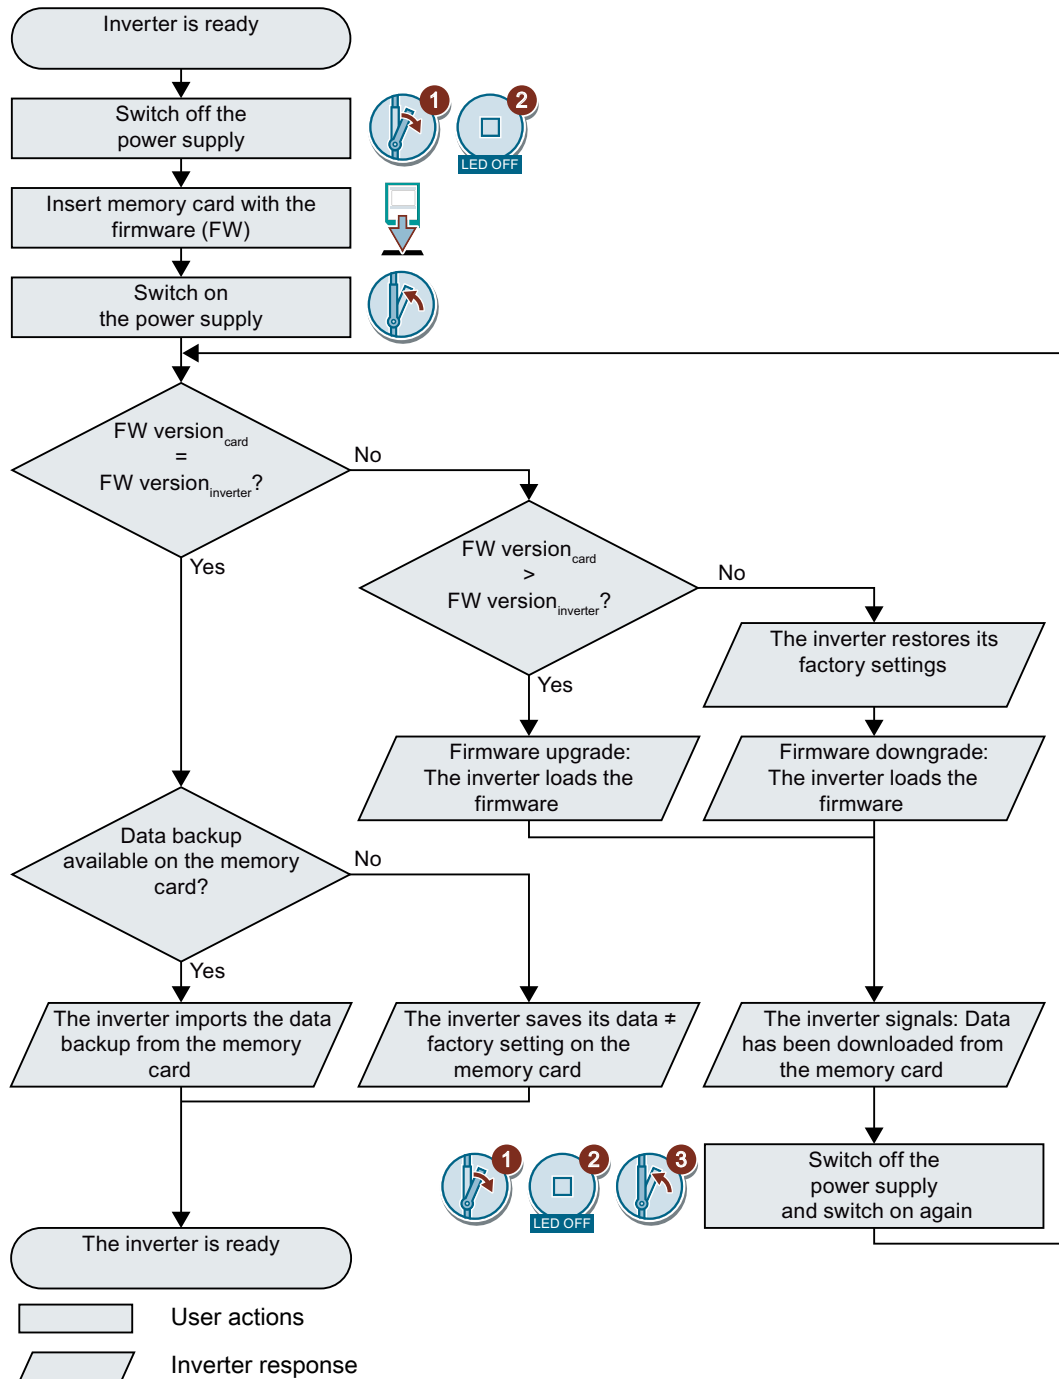 Inverter is ready
Switch off the
power supply
1
2
LED OFF
Insert memory card with the
firmware (FW)
Switch on
the power supply
FW version card
=
FW version inverter?
No
Yes
FW version card
>
FW version inverter?
No
Yes
The inverter restores its
factory settings
Firmware upgrade:
The inverter loads the
firmware
Firmware downgrade:
The inverter loads the
firmware
Data backup
available on the memory
card?
No
Yes
The inverter imports the data
backup from the memory
card
The inverter saves its data ≠
factory setting on the
memory card
The inverter signals: Data
has been downloaded from
the memory card
1
2
3
LED OFF
Switch off the
power supply
and switch on again
The inverter is ready
User actions
Inverter response